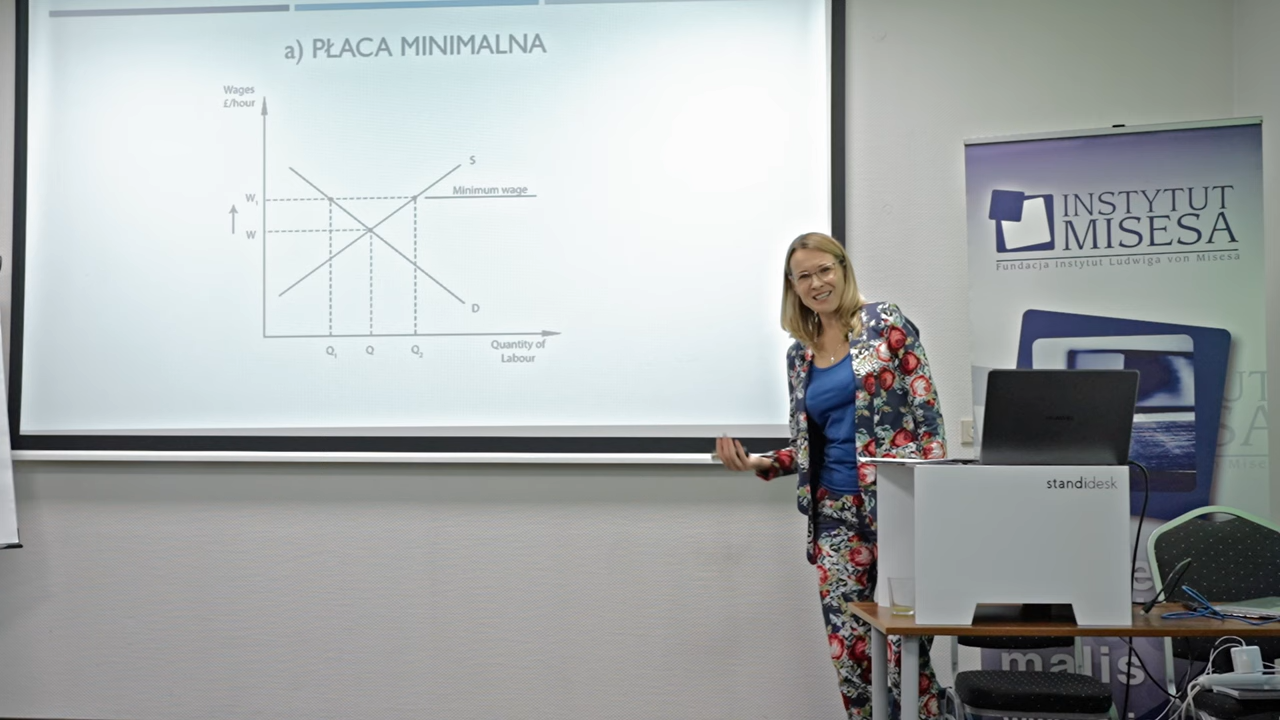 a) PŁACA MINIMALNA
Wages
£/hour
S
Minimum wage
W₁
W
D
Q₁ Q Q₂
Quantity of
Labour
INSTYTUT
MISESA
Fundacja Instytut Ludwiga von Misesa
standidesk
malis